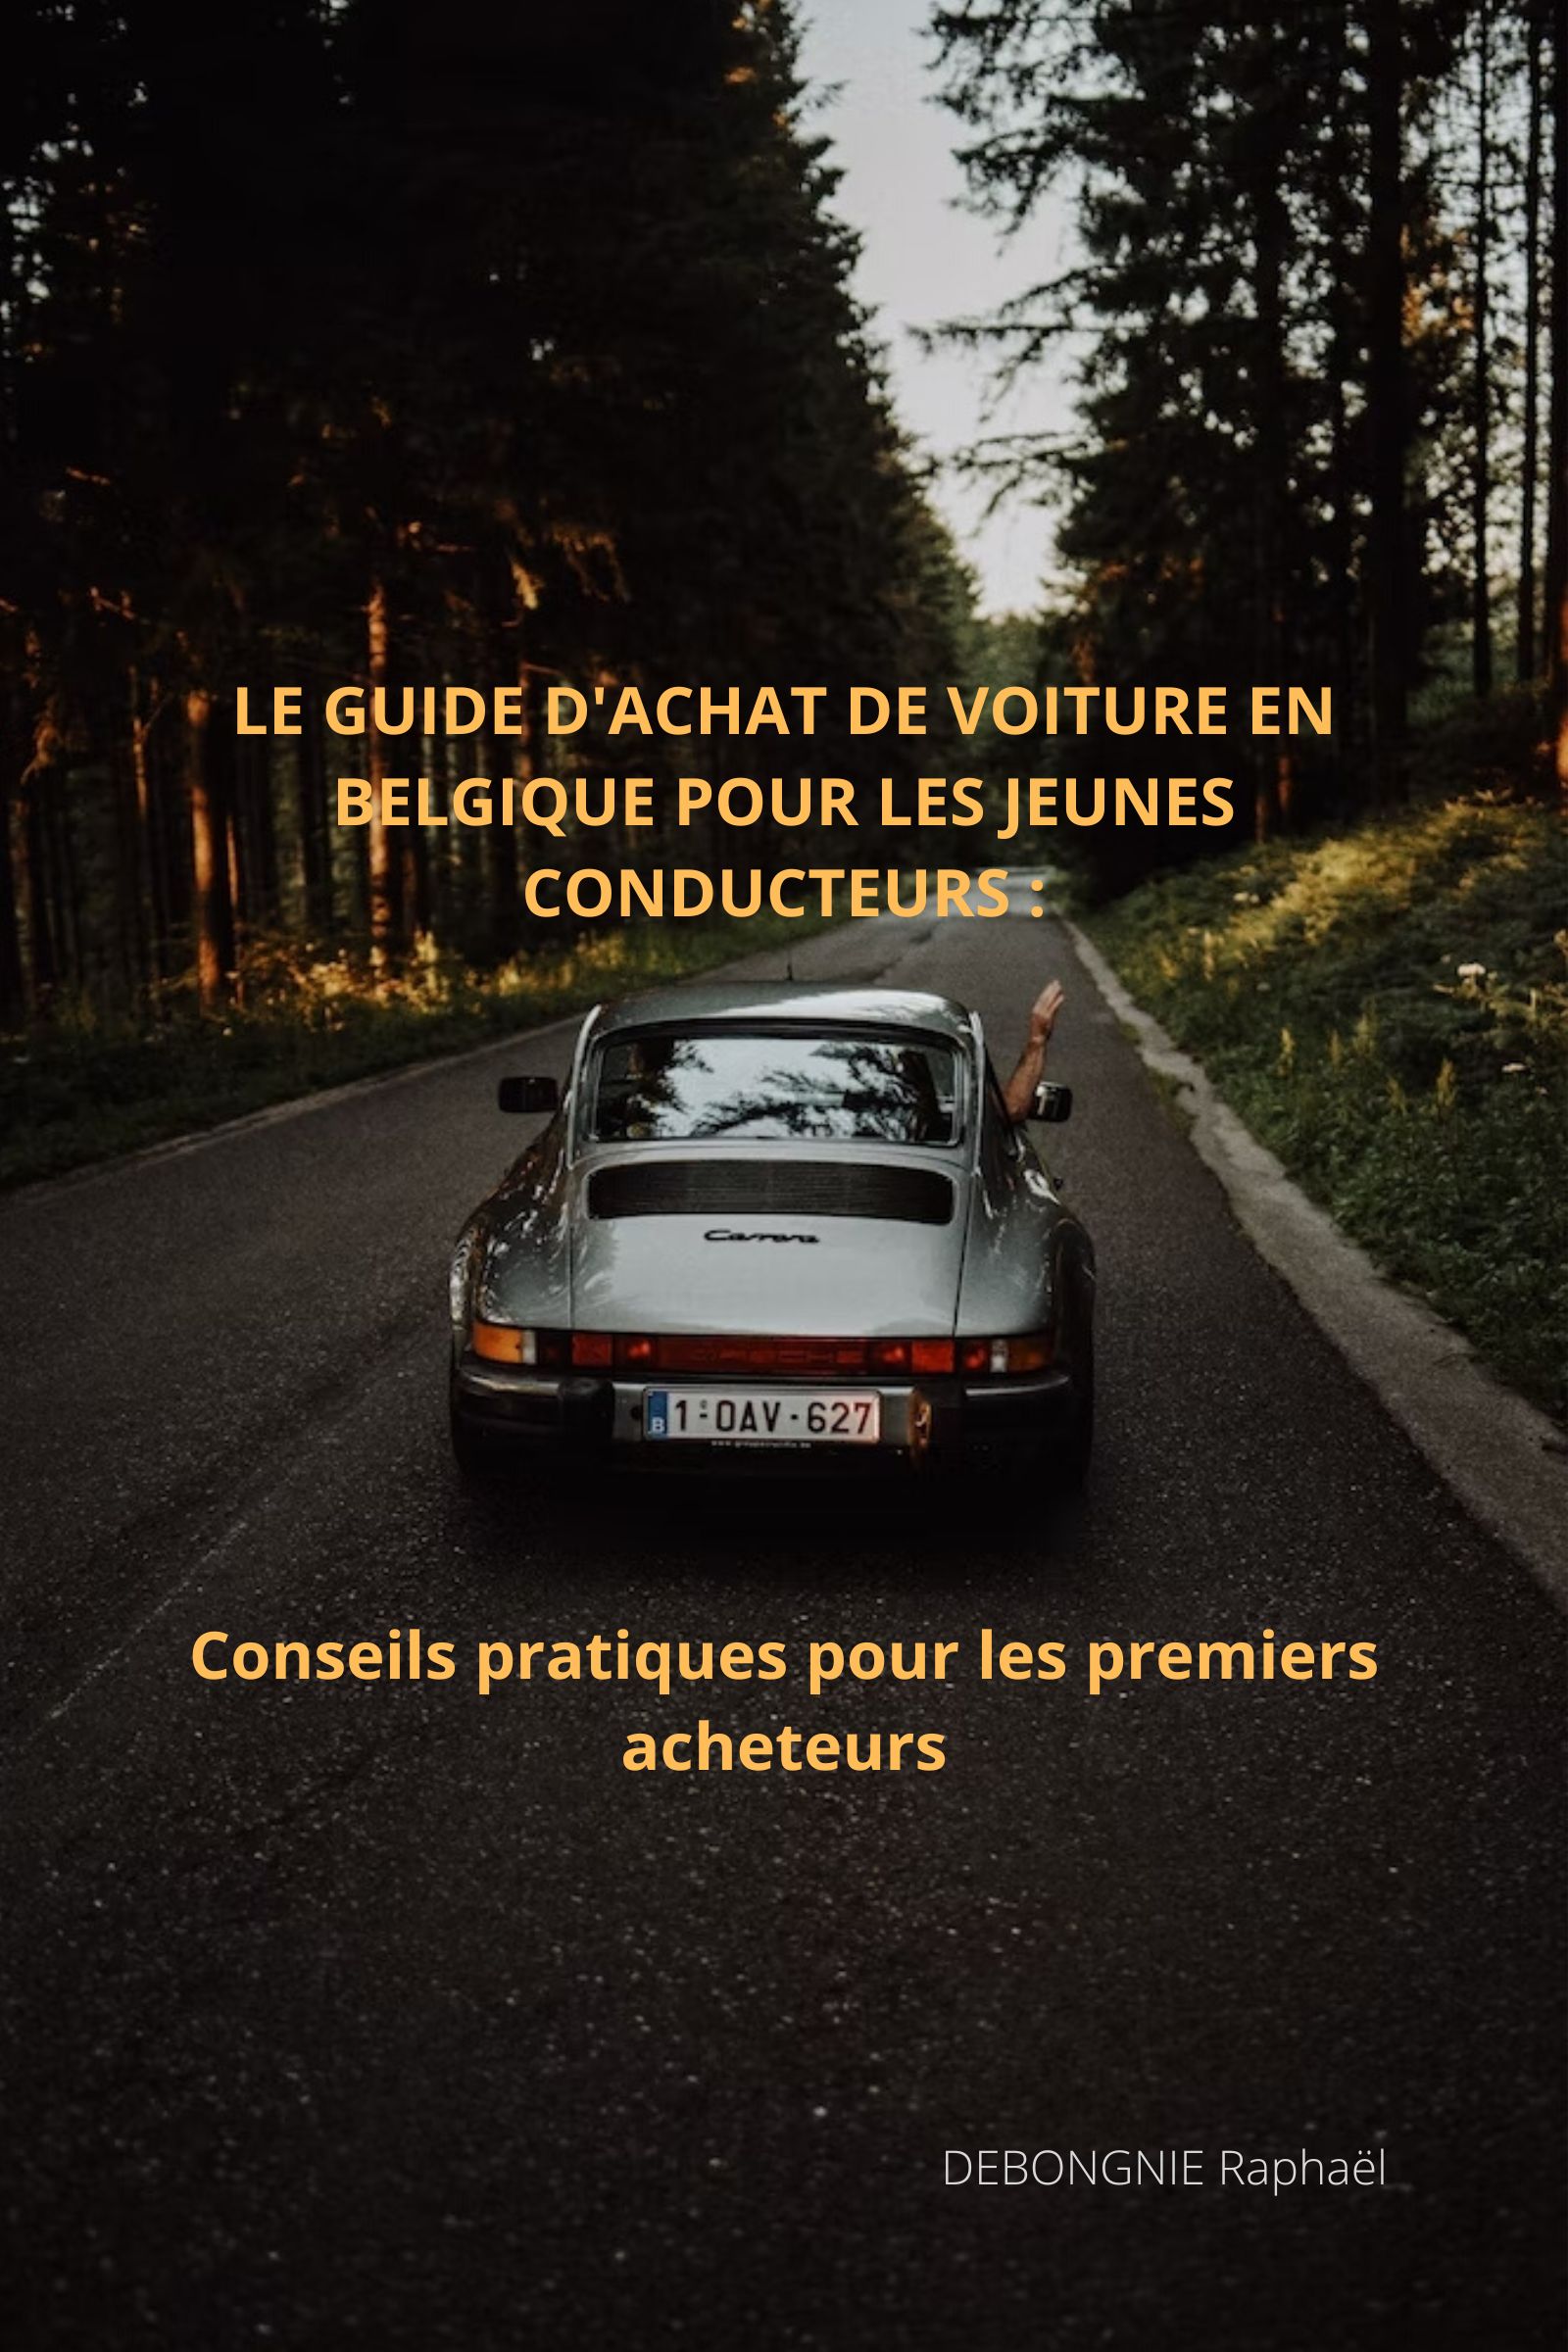 LE GUIDE D'ACHAT DE VOITURE EN
BELGIQUE POUR LES JEUNES
CONDUCTEURS :
Carrera
B 1-OAV-627
Conseils pratiques pour les premiers
acheteurs
DEBONGNIE Raphaël